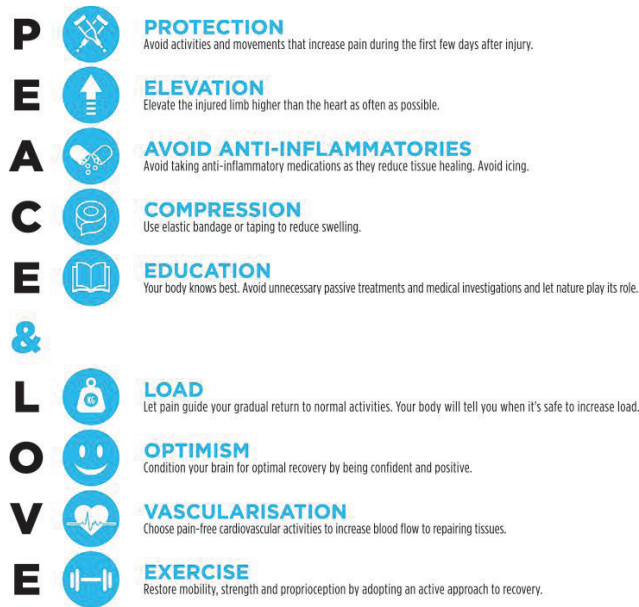 P
PROTECTION
Avoid activities and movements that increase pain during the first few days after injury.
E
ELEVATION
Elevate the injured limb higher than the heart as often as possible.
A
AVOID ANTI-INFLAMMATORIES
Avoid taking anti-inflammatory medications as they reduce tissue healing. Avoid icing.
C
COMPRESSION
Use elastic bandage or taping to reduce swelling.
E
EDUCATION
Your body knows best. Avoid unnecessary passive treatments and medical investigations and let nature play its role.
&
L
KG
LOAD
Let pain guide your gradual return to normal activities. Your body will tell you when it's safe to increase load.
O
OPTIMISM
Condition your brain for optimal recovery by being confident and positive.
V
VASCULARISATION
Choose pain-free cardiovascular activities to increase blood flow to repairing tissues.
E
EXERCISE
Restore mobility, strength and proprioception by adopting an active approach to recovery.